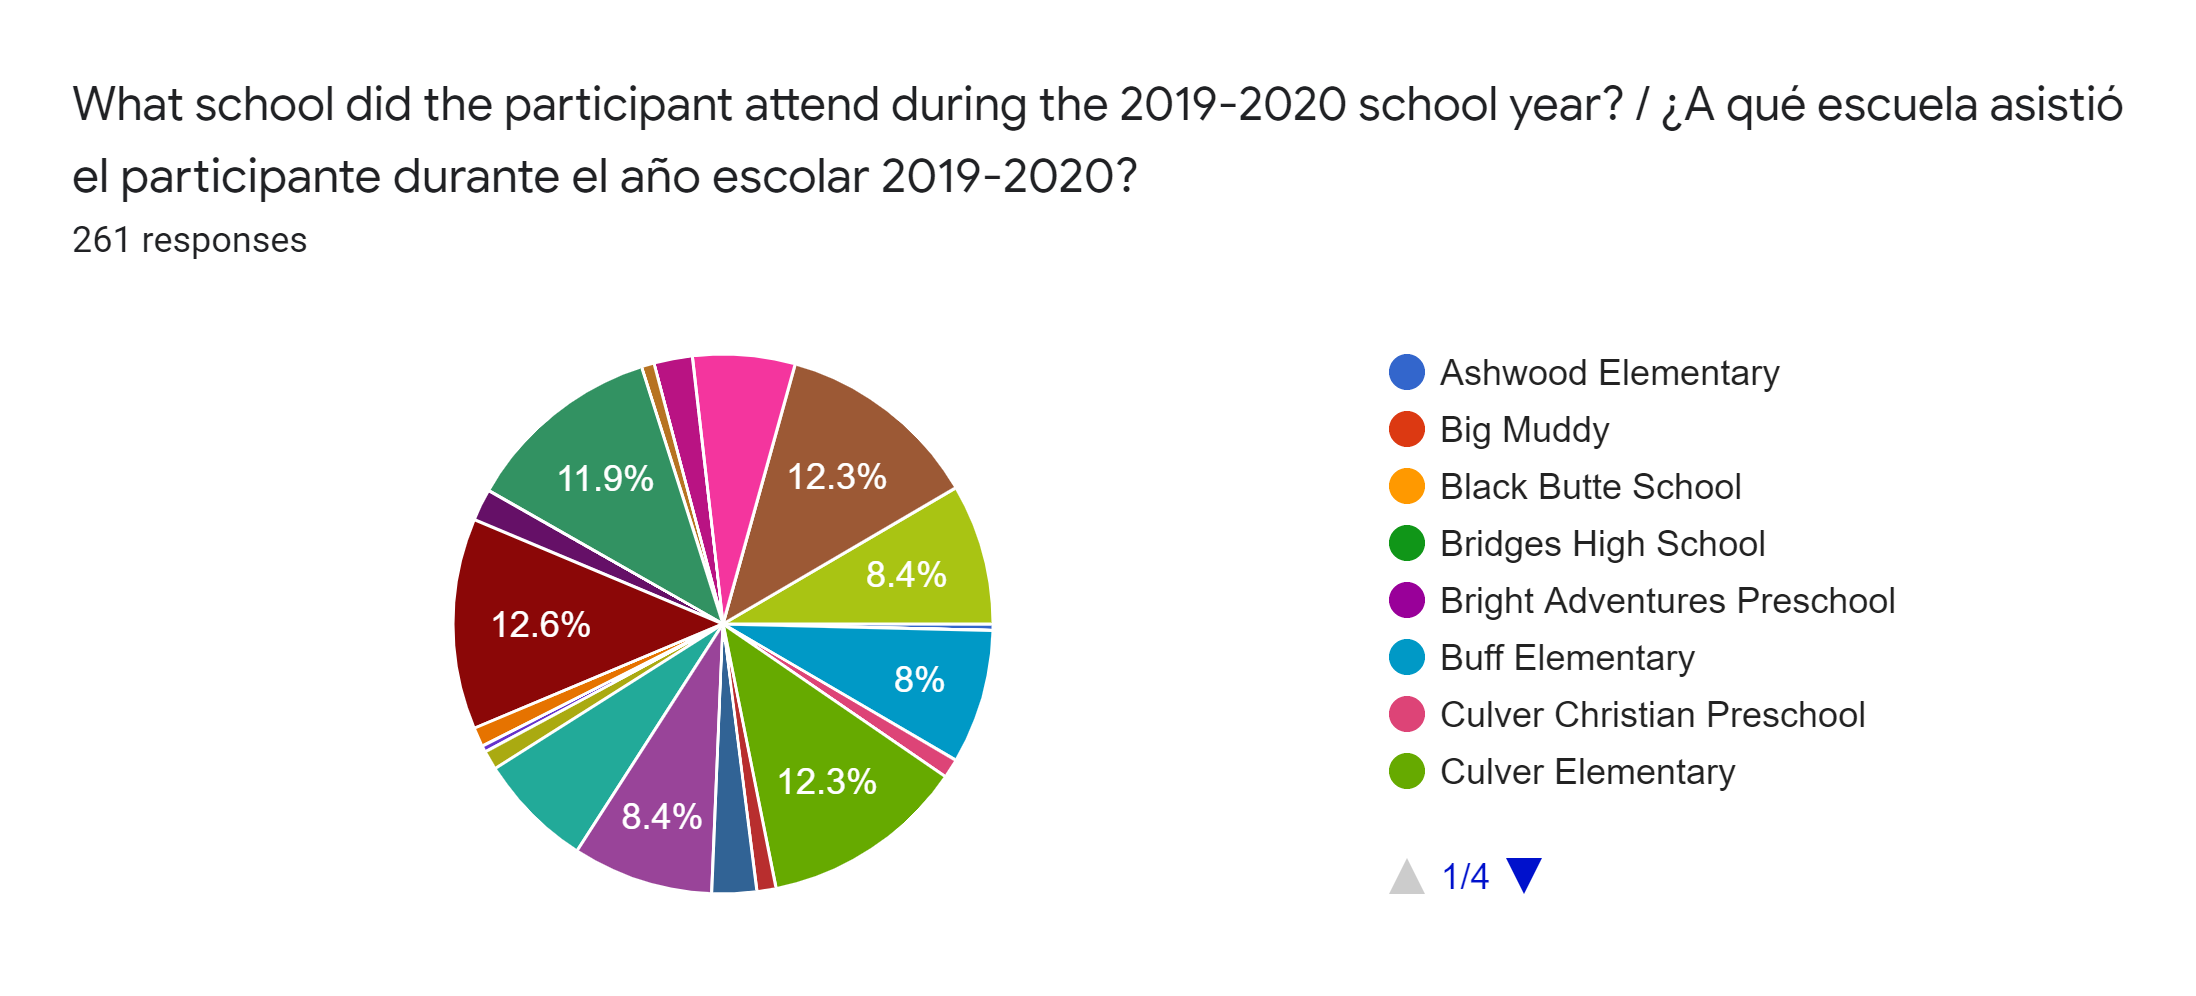 What school did the participant attend during the 2019-2020 school year? / ¿A qué escuela asistió
el participante durante el año escolar 2019-2020?
261 responses
11.9%
12.3%
8.4%
12.6%
8%
12.3%
8.4%
Ashwood Elementary
Big Muddy
Black Butte School
Bridges High School
Bright Adventures Preschool
Buff Elementary
Culver Christian Preschool
Culver Elementary
1/4